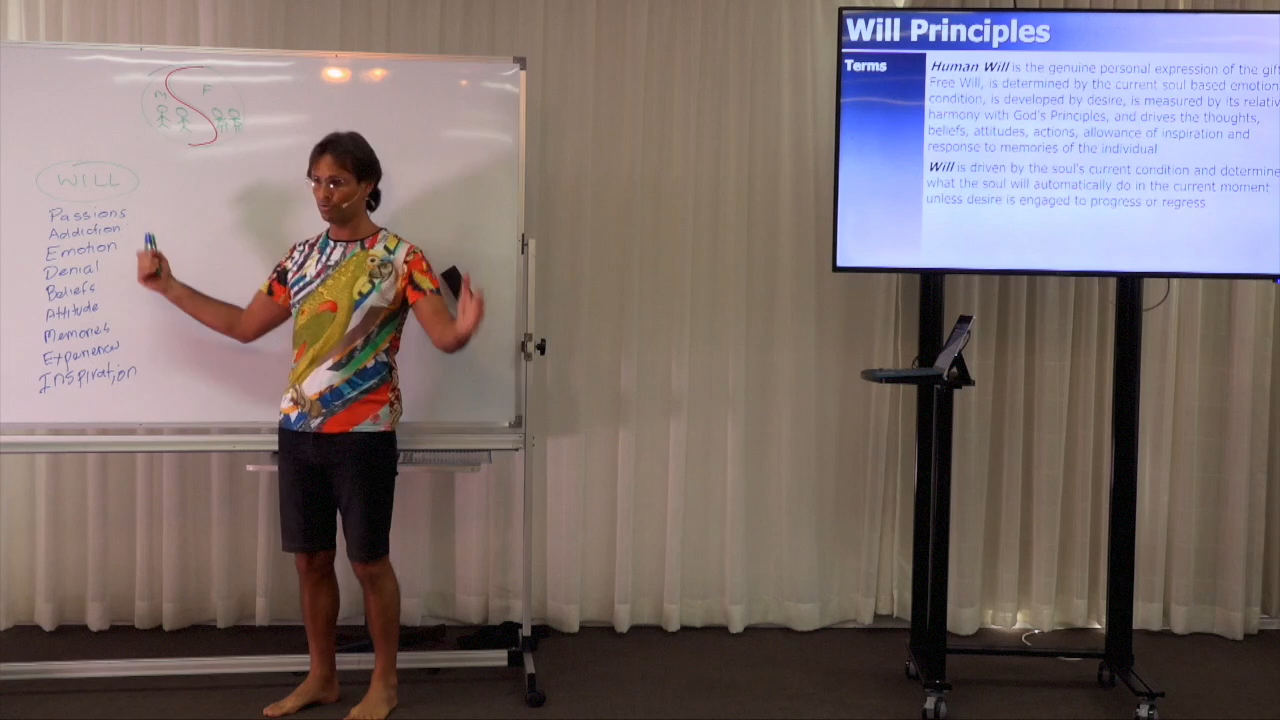 M F
WILL
Passions
Addiction
Emotion
Denial
Beliefs
Attitude
Memories
Experience
Inspiration
Will Principles
Terms
Human Will is the genuine personal expression of the gift
Free Will, is determined by the current soul based emotion
condition, is developed by desire, is measured by its relativ
harmony with God's Principles, and drives the thoughts,
beliefs, attitudes, actions, allowance of inspiration and
response to memories of the individual
Will is driven by the soul's current condition and determine
what the soul will automatically do in the current moment
unless desire is engaged to progress or regress